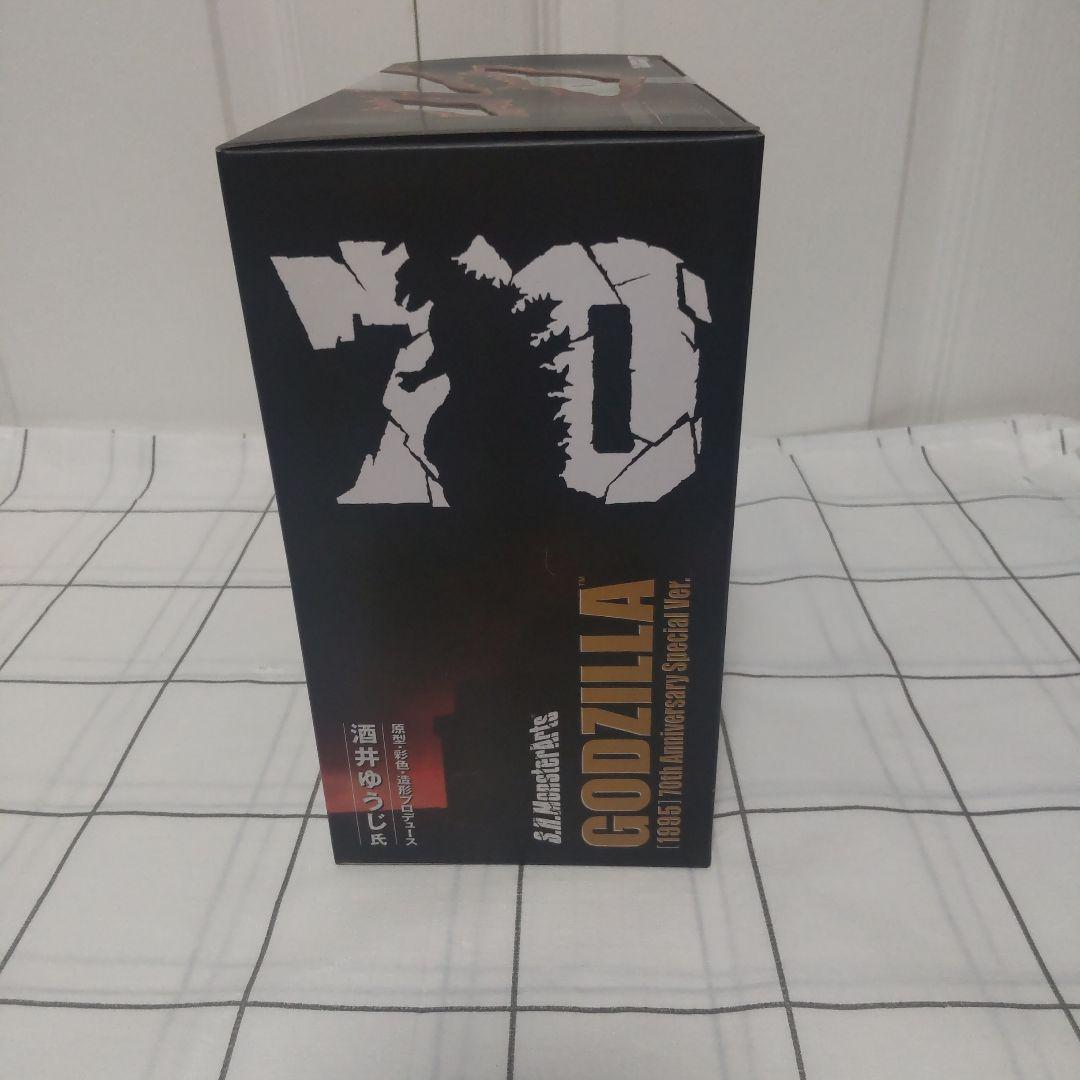 70
S.H.MonsterArts
GODZILLA™
[1995] 70th Anniversary Special Ver.
原型・彩色・造形プロデュース
酒井ゆうじ氏